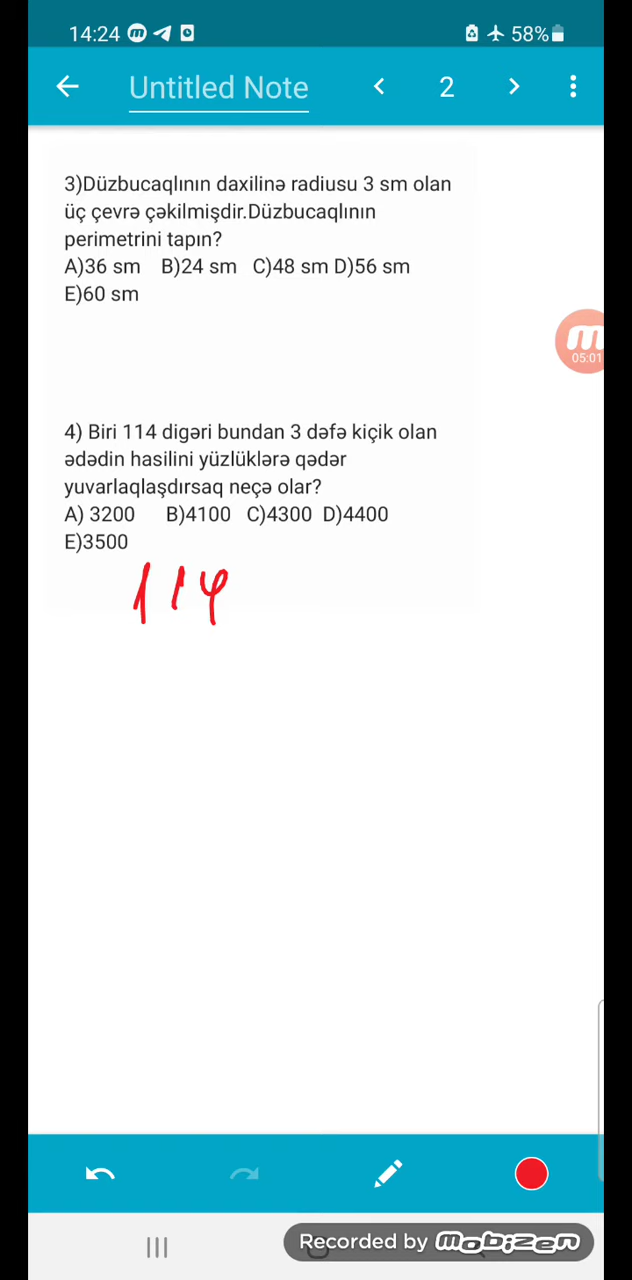 14:24 58%
Untitled Note < 2 >
3)Düzbucaqlının daxilinə radiusu 3 sm olan
üç çevrə çəkilmişdir.Düzbucaqlının
perimetrini tapın?
A)36 sm B)24 sm C)48 sm D)56 sm
E)60 sm
m
05:01
4) Biri 114 digəri bundan 3 dəfə kiçik olan
ədədin hasilini yüzlüklərə qədər
yuvarlaqlaşdırsaq neçə olar?
A) 3200 B)4100 C)4300 D)4400
E)3500
114
Recorded by mobizen